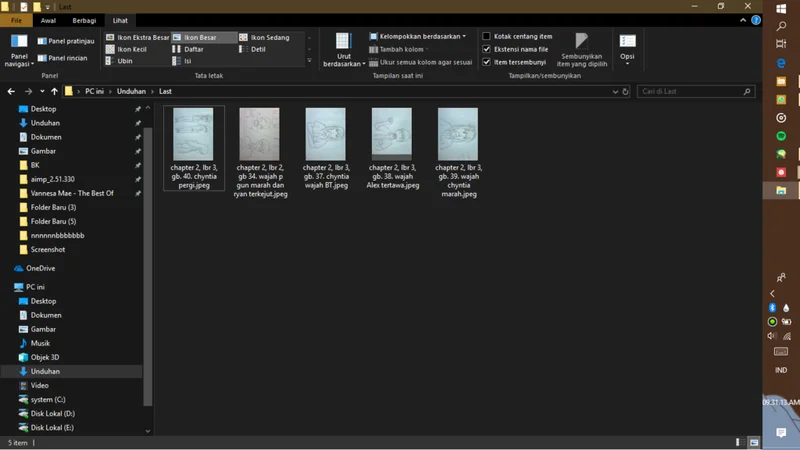 Last
File Awal Berbagi Lihat
Panel navigasi
Panel pratinjau
Panel rincian
Panel
Ikon Ekstra Besar Ikon Besar Ikon Sedang
Ikon Kecil Daftar Detil
Ubin Isi
Tata letak
Urut berdasarkan
Kelompokkan berdasarkan
Tambah kolom
Ukur semua kolom agar sesuai
Tampilan saat ini
Kotak centang item
Ekstensi nama file
Item tersembunyi
Sembunyikan item yang dipilih
Tampilkan/sembunyikan
Opsi
PC ini Unduhan Last
Cari di Last
Desktop
Unduhan
Dokumen
Gambar
BK
aimp_2.51.330
Vannesa Mae - The Best Of
Folder Baru (3)
Folder Baru (5)
nnnnnnbbbbbbb
Screenshot
OneDrive
PC ini
Desktop
Dokumen
Gambar
Musik
Objek 3D
Unduhan
Video
system (C:)
Disk Lokal (D:)
Disk Lokal (E:)
chapter 2, lbr 3,
gb. 40. chyntia
pergi.jpeg
chapter 2, lbr 2,
gb 34. wajah p
gun marah dan
ryan terkejut.jpeg
chapter 2, lbr 3,
gb. 37. chyntia
wajah BT.jpeg
chapter 2, lbr 3,
gb. 38. wajah
Alex tertawa.jpeg
chapter 2, lbr 3,
gb. 39. wajah
chyntia
marah.jpeg
5 item
IND
09.31.13 AM